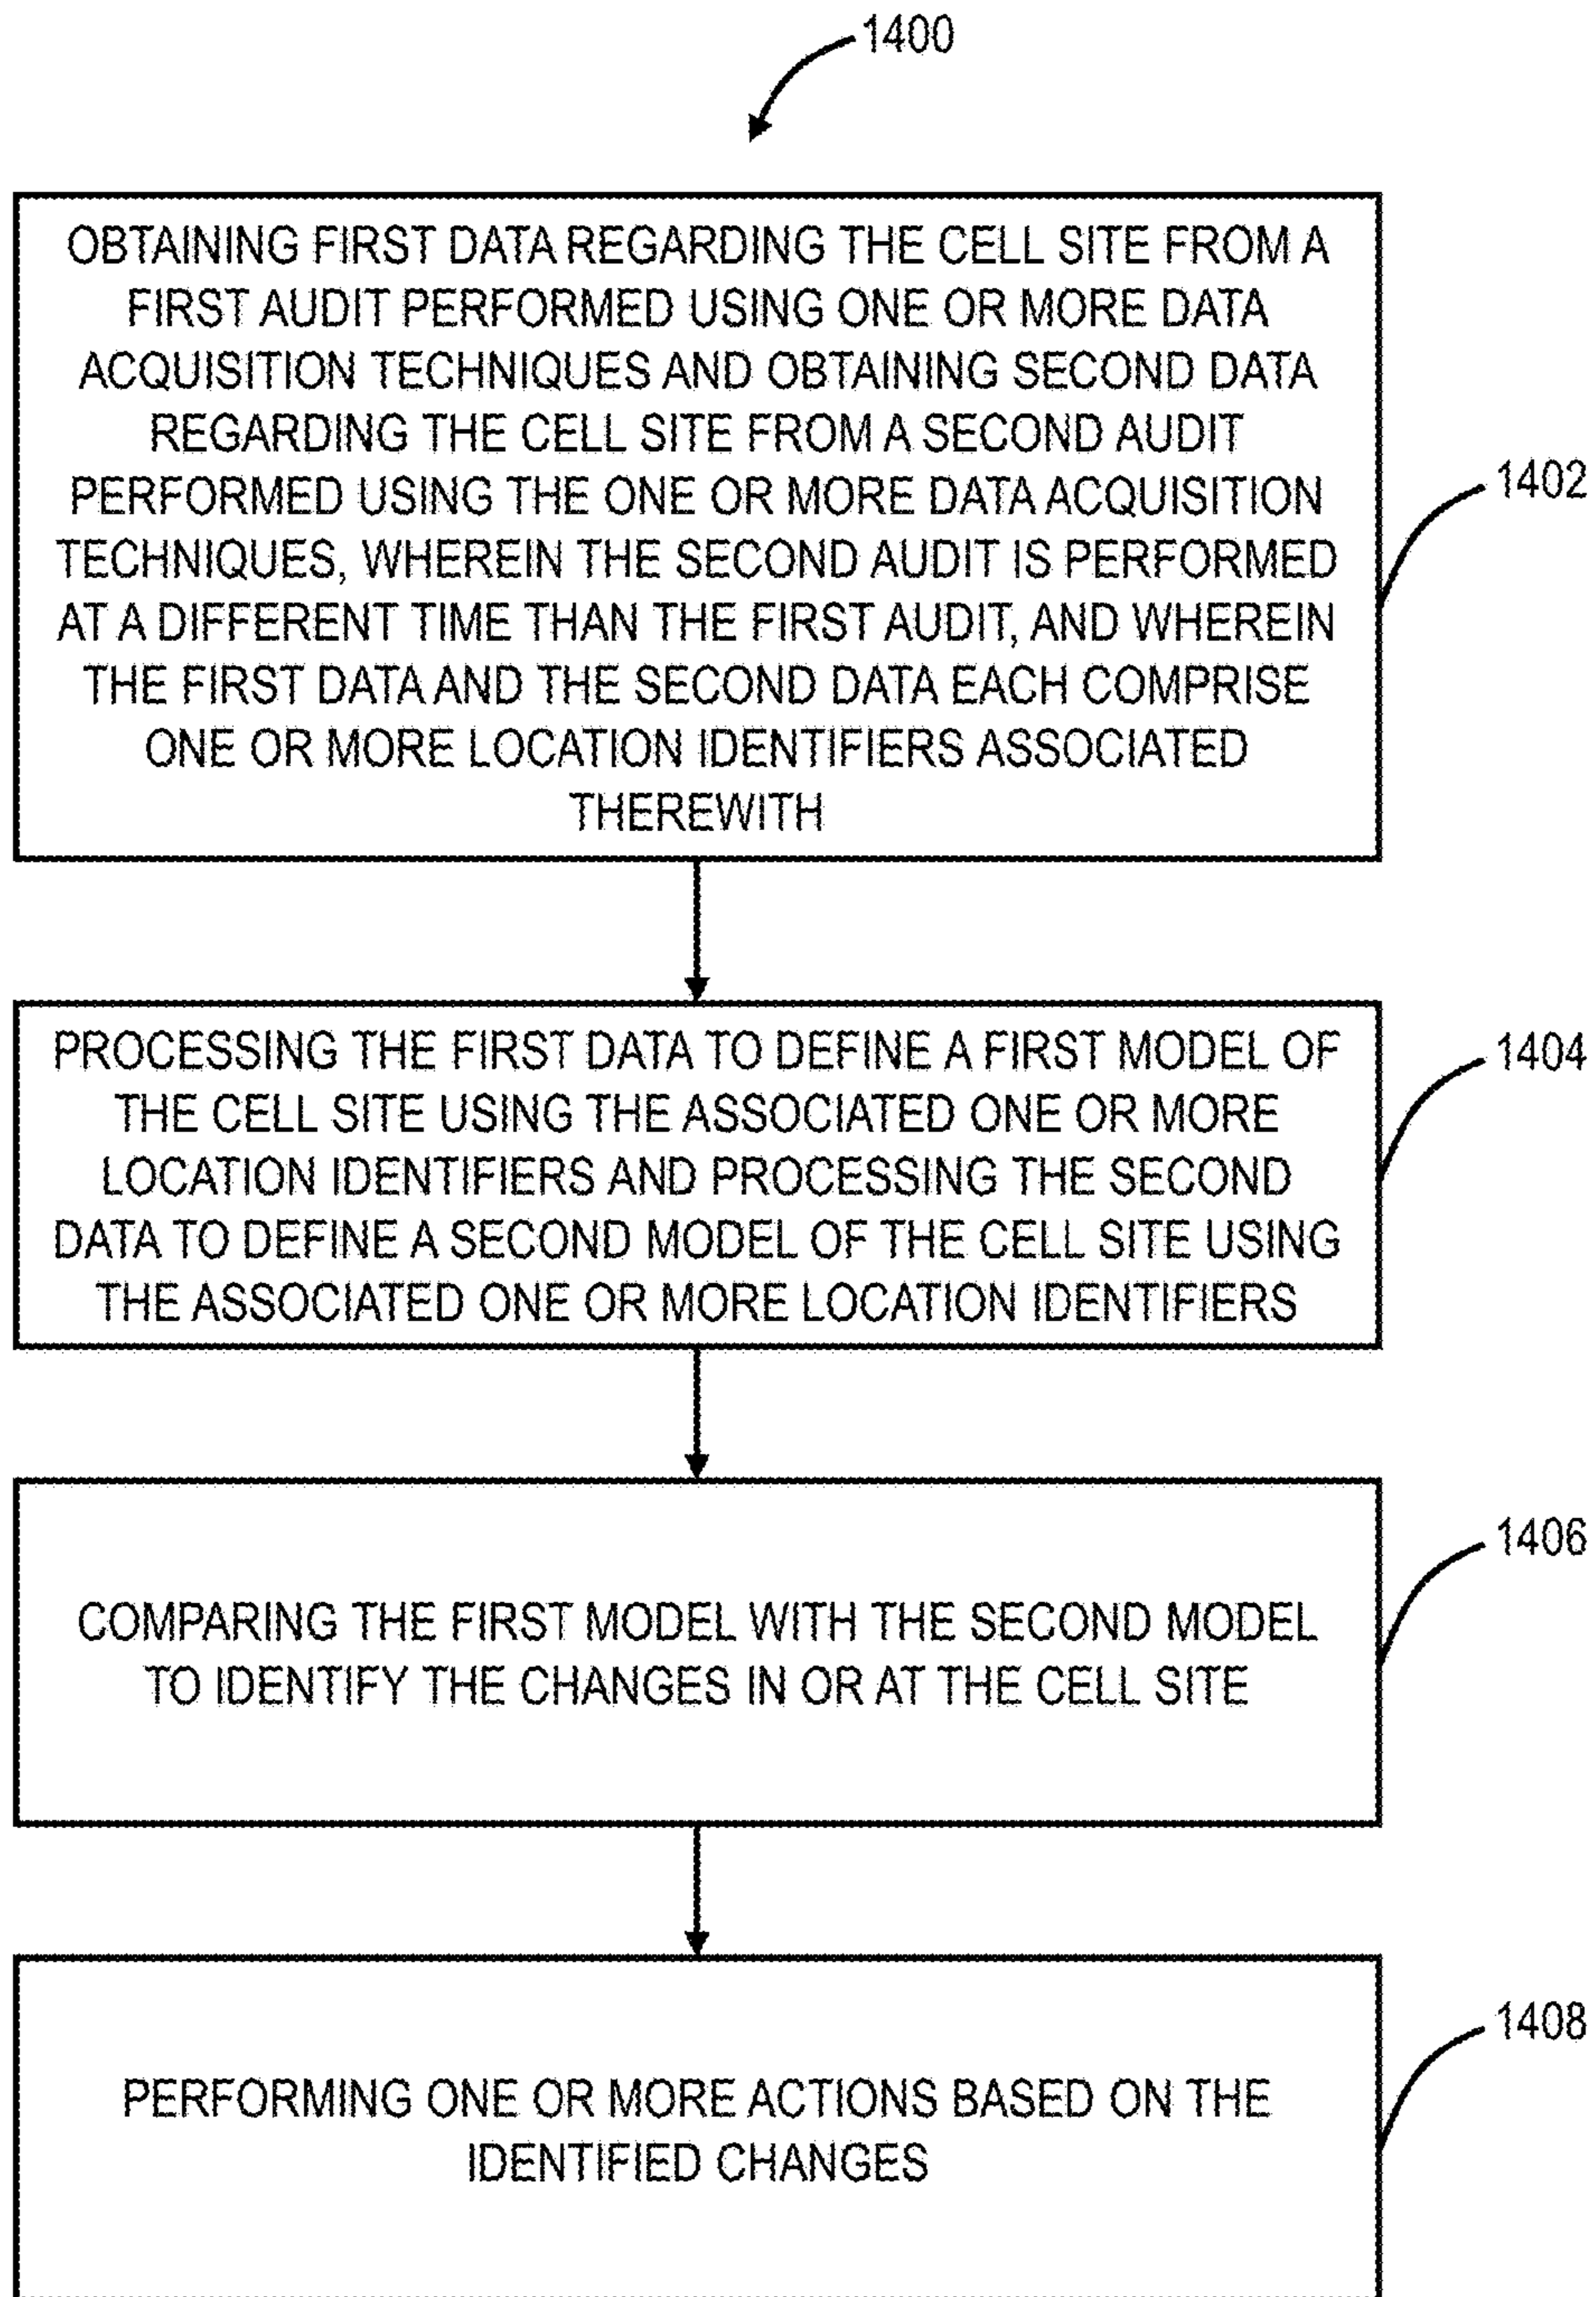 1400
OBTAINING FIRST DATA REGARDING THE CELL SITE FROM A
FIRST AUDIT PERFORMED USING ONE OR MORE DATA
ACQUISITION TECHNIQUES AND OBTAINING SECOND DATA
REGARDING THE CELL SITE FROM A SECOND AUDIT
PERFORMED USING THE ONE OR MORE DATA ACQUISITION
TECHNIQUES, WHEREIN THE SECOND AUDIT IS PERFORMED
AT A DIFFERENT TIME THAN THE FIRST AUDIT, AND WHEREIN
THE FIRST DATA AND THE SECOND DATA EACH COMPRISE
ONE OR MORE LOCATION IDENTIFIERS ASSOCIATED
THEREWITH
1402
PROCESSING THE FIRST DATA TO DEFINE A FIRST MODEL OF
THE CELL SITE USING THE ASSOCIATED ONE OR MORE
LOCATION IDENTIFIERS AND PROCESSING THE SECOND
DATA TO DEFINE A SECOND MODEL OF THE CELL SITE USING
THE ASSOCIATED ONE OR MORE LOCATION IDENTIFIERS
1404
COMPARING THE FIRST MODEL WITH THE SECOND MODEL
TO IDENTIFY THE CHANGES IN OR AT THE CELL SITE
1406
PERFORMING ONE OR MORE ACTIONS BASED ON THE
IDENTIFIED CHANGES
1408